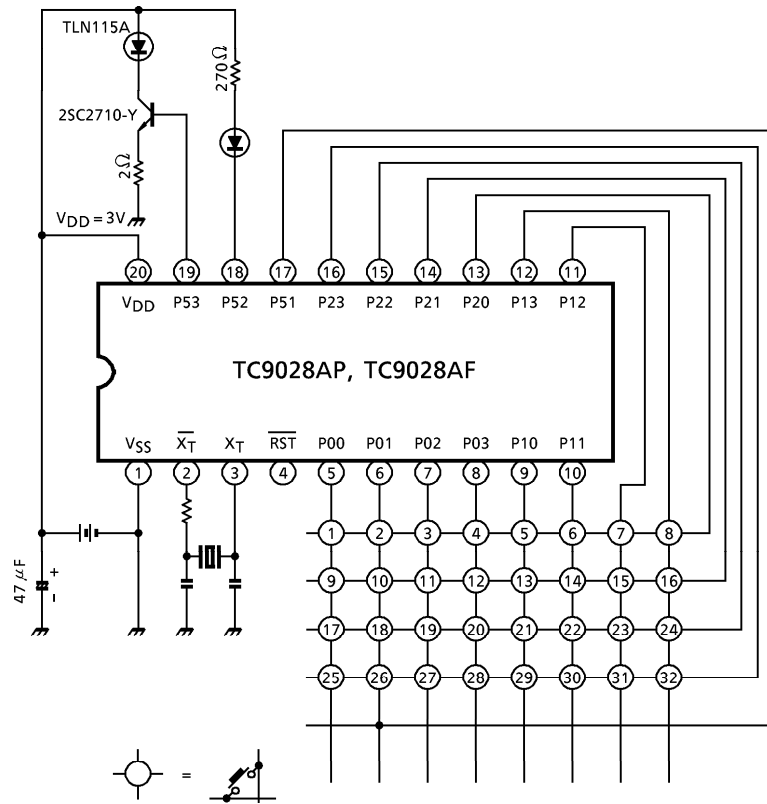 TLN115A
270Ω
2SC2710-Y
2Ω
VDD = 3V
20 19 18 17 16 15 14 13 12 11
VDD P53 P52 P51 P23 P22 P21 P20 P13 P12
TC9028AP, TC9028AF
VSS X̅T̅ XT R̅S̅T̅ P00 P01 P02 P03 P10 P11
1 2 3 4 5 6 7 8 9 10
1 2 3 4 5 6 7 8
47μF
+
-
9 10 11 12 13 14 15 16
17 18 19 20 21 22 23 24
25 26 27 28 29 30 31 32
=